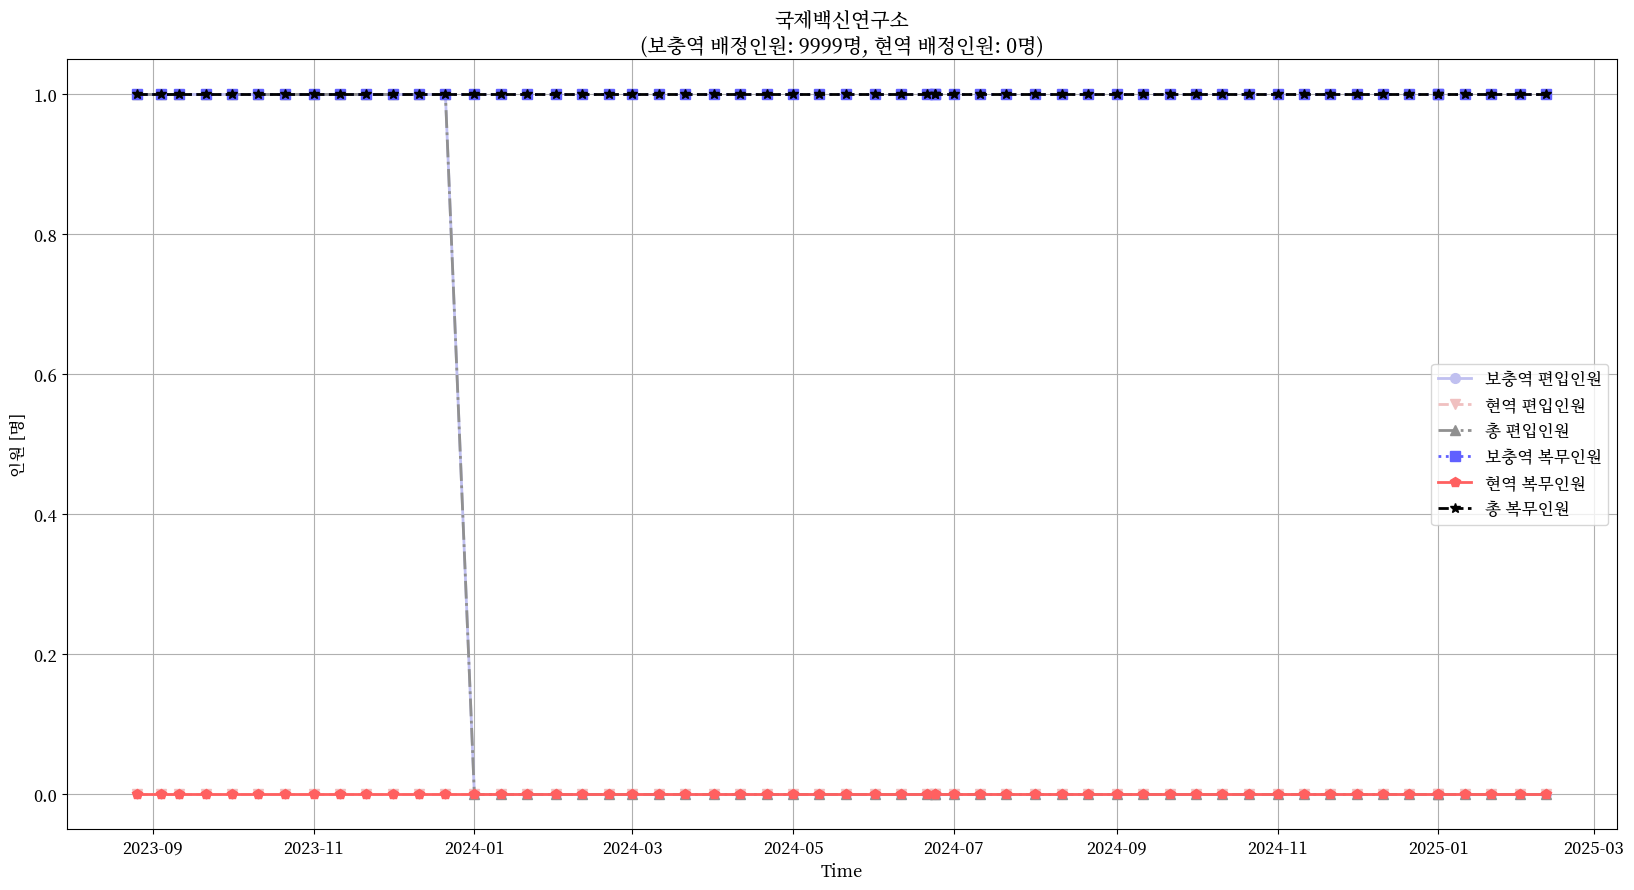 국제백신연구소
(보충역 배정인원: 9999명, 현역 배정인원: 0명)
인원 [명]
1.0
0.8
0.6
0.4
0.2
0.0
보충역 편입인원
현역 편입인원
총 편입인원
보충역 복무인원
현역 복무인원
총 복무인원
2023-09 2023-11 2024-01 2024-03 2024-05 2024-07 2024-09 2024-11 2025-01 2025-03
Time